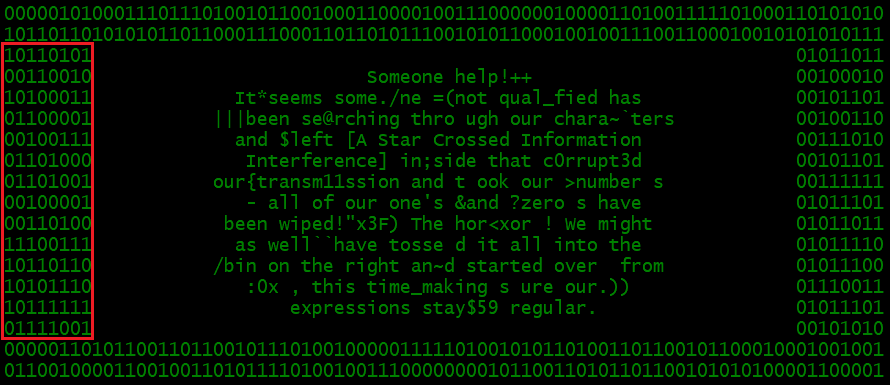 00000101000111011101001011001000110000100111000000100001101001111101000110101010
10110110101010101101100011100011011010111001010110001001001110011000100101010111
10110101 01011011
00110010 Someone help!++ 00100010
10100011 It*seems some./ne =(not qual_fied has 00101101
01100001 |||been se@rching thro ugh our chara~`ters 00100110
00100111 and $left [A Star Crossed Information 00111010
01101000 Interference] in;side that c0rrupt3d 00101101
01101001 our{transm11ssion and t ook our >number s 00111111
00100001 - all of our one's &and ?zero s have 01011101
00110100 been wiped!"x3F) The hor<xor ! We might 01011011
11100111 as well``have tosse d it all into the 01011110
10110110 /bin on the right an~d started over  from 01011100
10101110 :0x , this time_making s ure our.)) 01110011
10111111 expressions stay$59 regular. 01011101
01111001 00101010
00000110101100110110010111010010000011111010010101101001101100101100010001001001
01100100001100100110101111010010011100000000101100110101101100101010100001100001